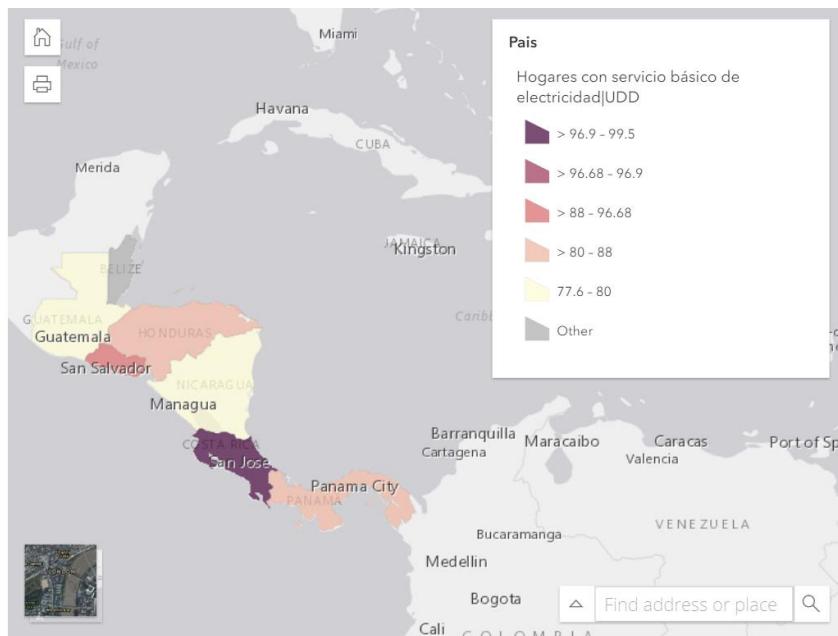 Gulf of
Mexico
Miami
Havana
CUBA
Merida
JAMAICA
Kingston
BELIZE
GUATEMALA
Guatemala
HONDURAS
San Salvador
NICARAGUA
Managua
COSTA RICA
San Jose
Panama City
PANAMA
Barranquilla
Cartagena
Maracaibo
Caracas
Valencia
Port of Sp
VENEZUELA
Bucaramanga
Medellin
Bogota
Cali
COLOMBIA
Pais
Hogares con servicio básico de
electricidad|UDD
> 96.9 - 99.5
> 96.68 - 96.9
> 88 - 96.68
> 80 - 88
77.6 - 80
Other
Find address or place